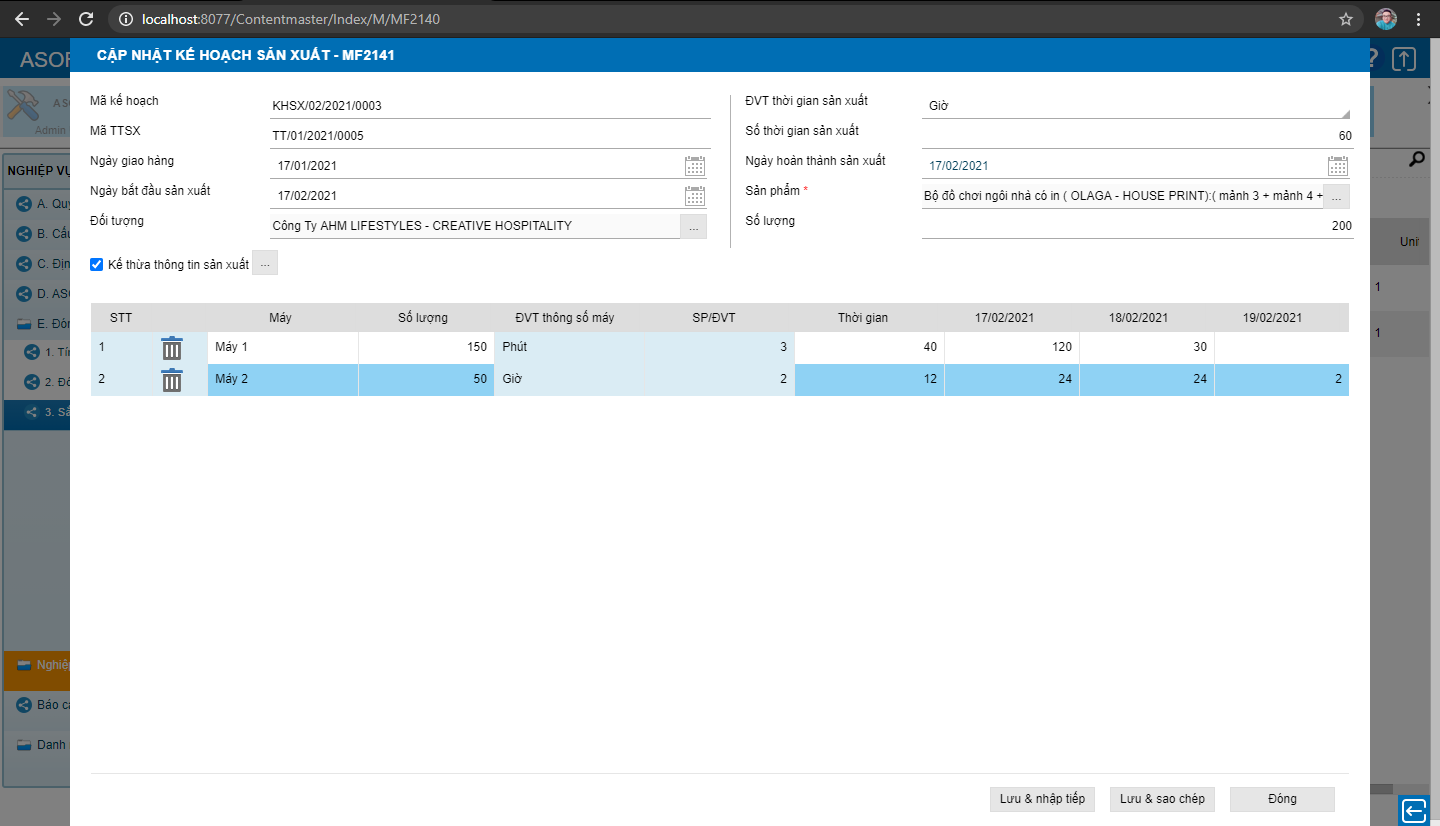 localhost:8077/Contentmaster/Index/M/MF2140
CẬP NHẬT KẾ HOẠCH SẢN XUẤT - MF2141
Mã kế hoạch
KHSX/02/2021/0003
ĐVT thời gian sản xuất
Giờ
Mã TTSX
TT/01/2021/0005
Số thời gian sản xuất
60
Ngày giao hàng
17/01/2021
Ngày hoàn thành sản xuất
17/02/2021
Ngày bắt đầu sản xuất
17/02/2021
Sản phẩm *
Bộ đồ chơi ngôi nhà có in ( OLAGA - HOUSE PRINT):( mảnh 3 + mảnh 4 +
...
Đối tượng
Công Ty AHM LIFESTYLES - CREATIVE HOSPITALITY
...
Số lượng
200
Kế thừa thông tin sản xuất
...
STT Máy Số lượng ĐVT thông số máy SP/ĐVT Thời gian 17/02/2021 18/02/2021 19/02/2021
1 Máy 1 150 Phút 3 40 120 30
2 Máy 2 50 Giờ 2 12 24 24 2
Lưu & nhập tiếp
Lưu & sao chép
Đóng
ASOF
?
ASO
Admin
NGHIỆP VỤ
A. Quy
B. Cấu
C. Địn
D. ASO
E. Đón
1. Tín
2. Đó
3. Sả
Nghiệp
Báo cá
Danh
Uni
1
1